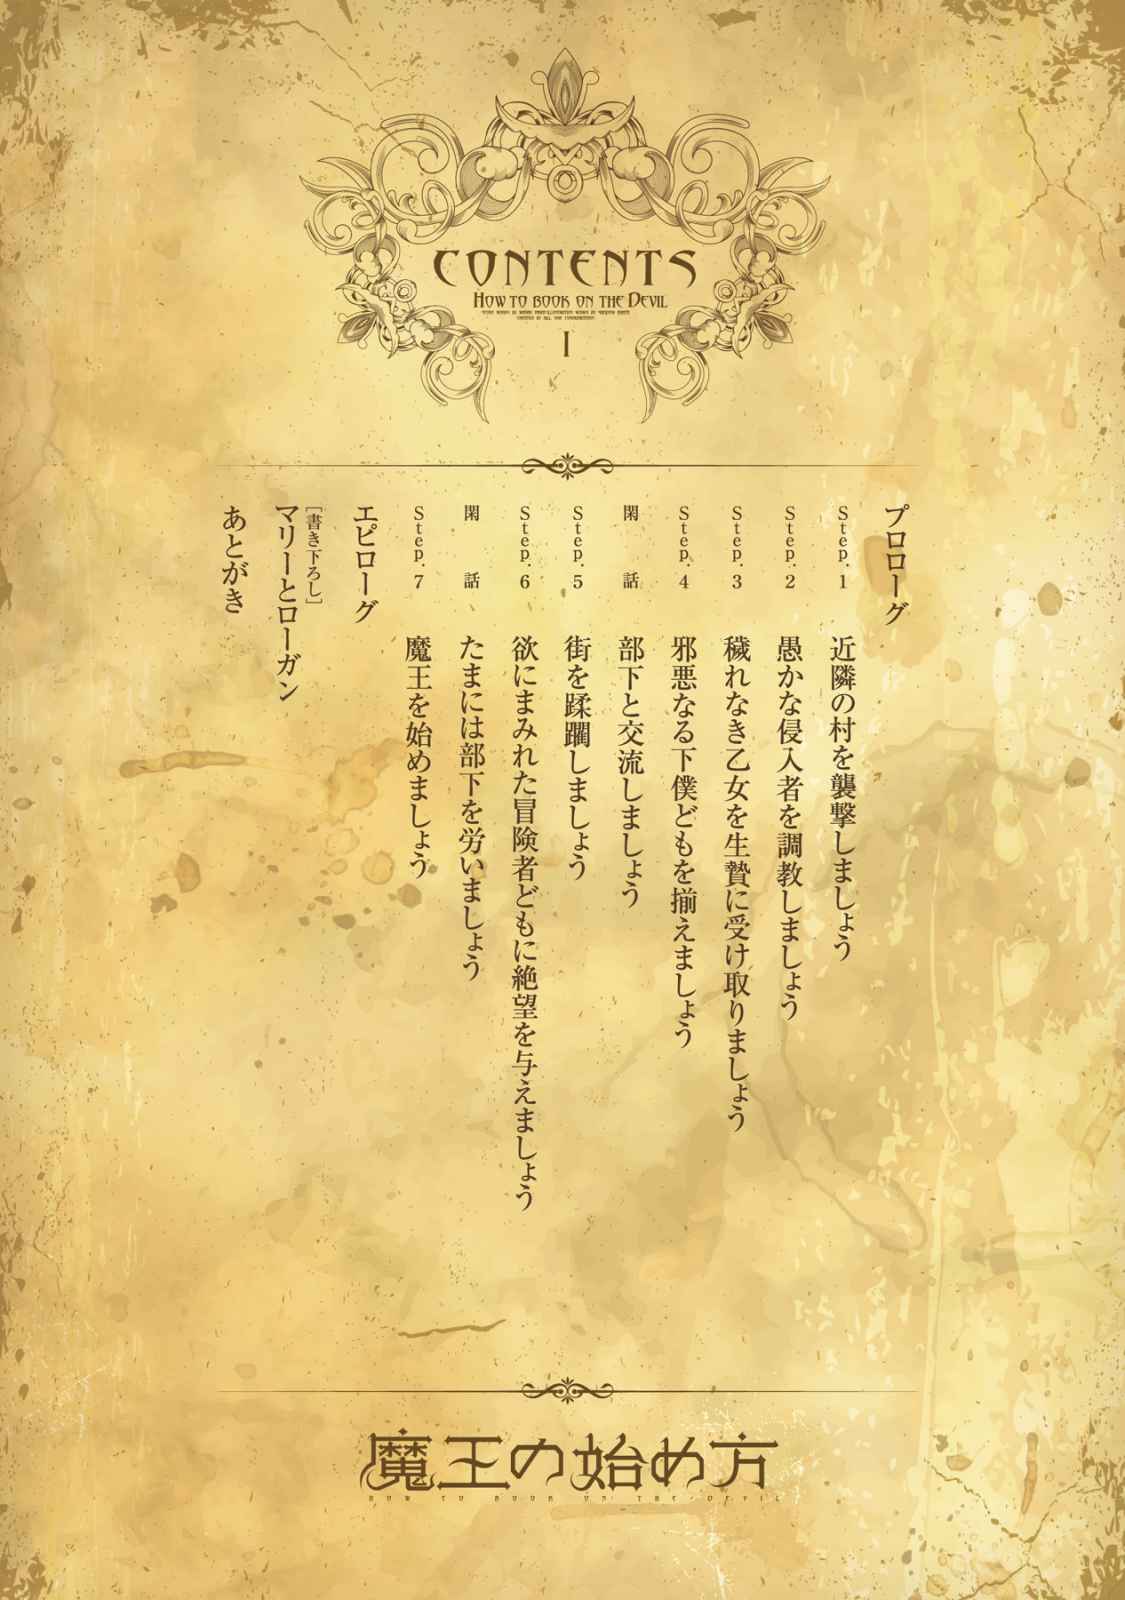 CONTENTS
HOW TO BOOK ON THE DEVIL
I
プロローグ
Step.1 近隣の村を襲撃しましょう
Step.2 愚かな侵入者を調教しましょう
Step.3 穢れなき乙女を生贄に受け取りましょう
Step.4 邪悪なる下僕どもを揃えましょう
閑話 部下と交流しましょう
Step.5 街を蹂躙しましょう
Step.6 欲にまみれた冒険者どもに絶望を与えましょう
閑話 たまには部下を労いましょう
Step.7 魔王を始めましょう
エピローグ
[書き下ろし]
マリーとローガン
あとがき
魔王の始め方
HOW TO BOOK ON THE DEVIL